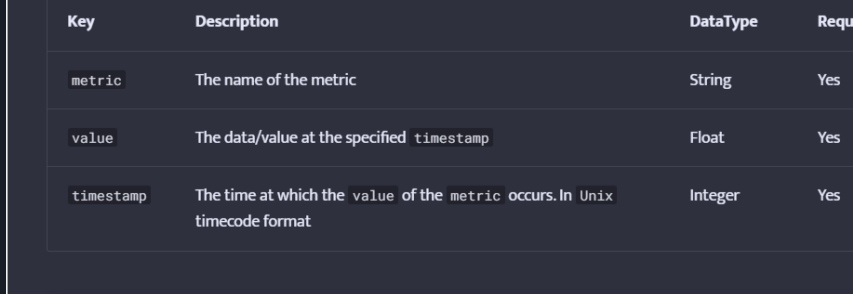 Key Description DataType Requ
metric The name of the metric String Yes
value The data/value at the specified timestamp Float Yes
timestamp The time at which the value of the metric occurs. In Unix Integer Yes
timecode format